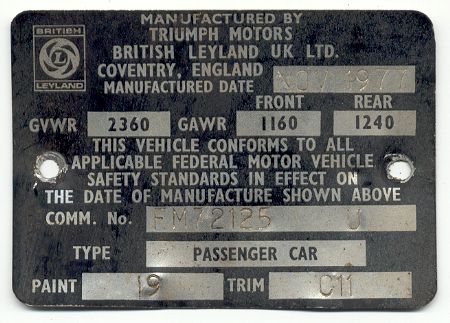 MANUFACTURED BY
TRIUMPH MOTORS
BRITISH LEYLAND UK LTD.
COVENTRY, ENGLAND
MANUFACTURED DATE NOV 1977
BRITISH
L
LEYLAND
FRONT REAR
GVWR 2360 GAWR 1160 1240
THIS VEHICLE CONFORMS TO ALL
APPLICABLE FEDERAL MOTOR VEHICLE
SAFETY STANDARDS IN EFFECT ON
THE DATE OF MANUFACTURE SHOWN ABOVE
COMM. No. FM72125 U
TYPE PASSENGER CAR
PAINT 19 TRIM C11